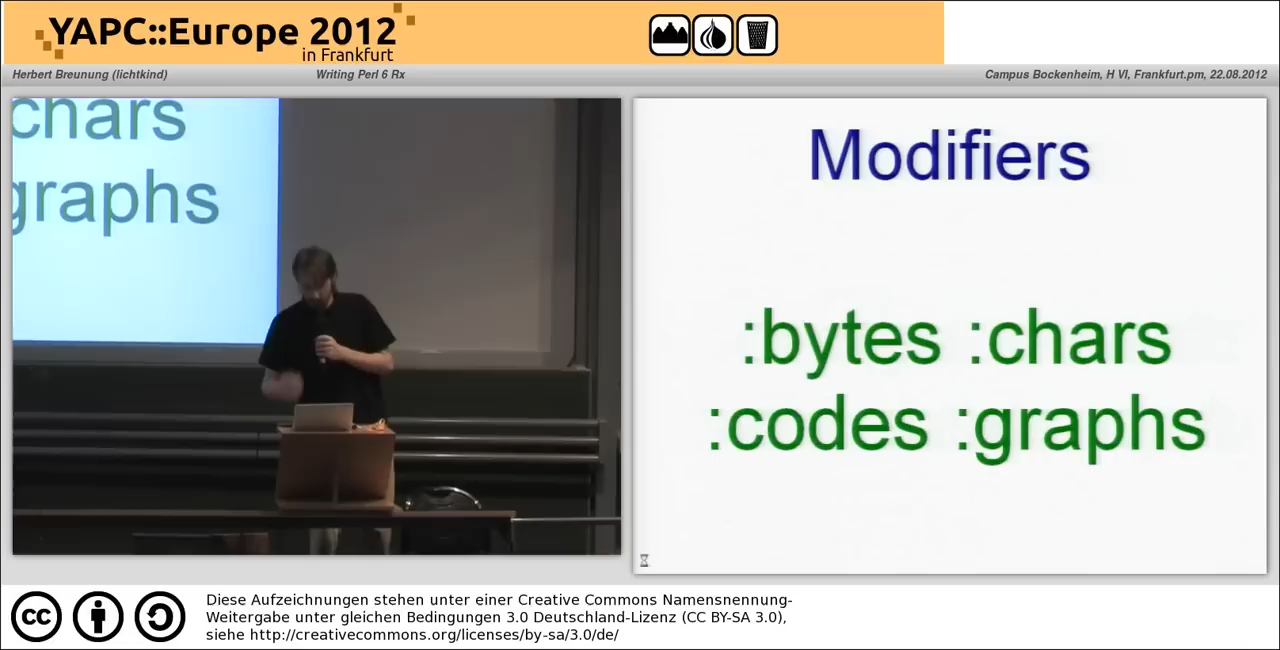 YAPC::Europe 2012
in Frankfurt
Herbert Breunung (lichtkind) Writing Perl 6 Rx Campus Bockenheim, H VI, Frankfurt.pm, 22.08.2012
chars
graphs
Modifiers
:bytes :chars
:codes :graphs
cc
Diese Aufzeichnungen stehen unter einer Creative Commons Namensnennung-
Weitergabe unter gleichen Bedingungen 3.0 Deutschland-Lizenz (CC BY-SA 3.0),
siehe http://creativecommons.org/licenses/by-sa/3.0/de/